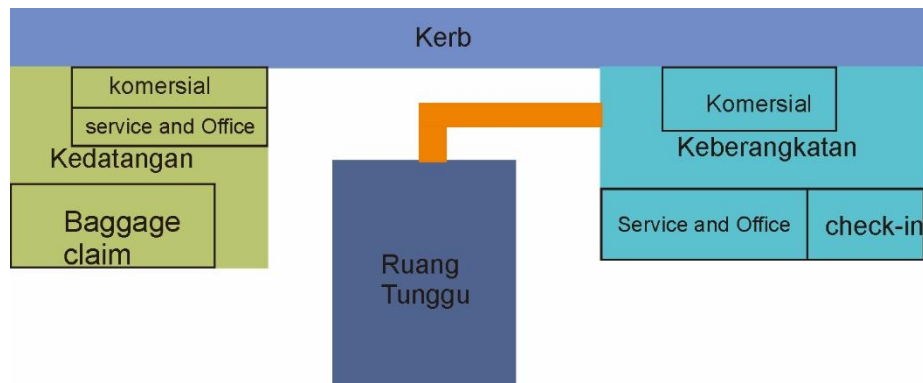 Kerb
komersial
service and Office
Kedatangan
Baggage
claim
Ruang
Tunggu
Komersial
Keberangkatan
Service and Office
check-in